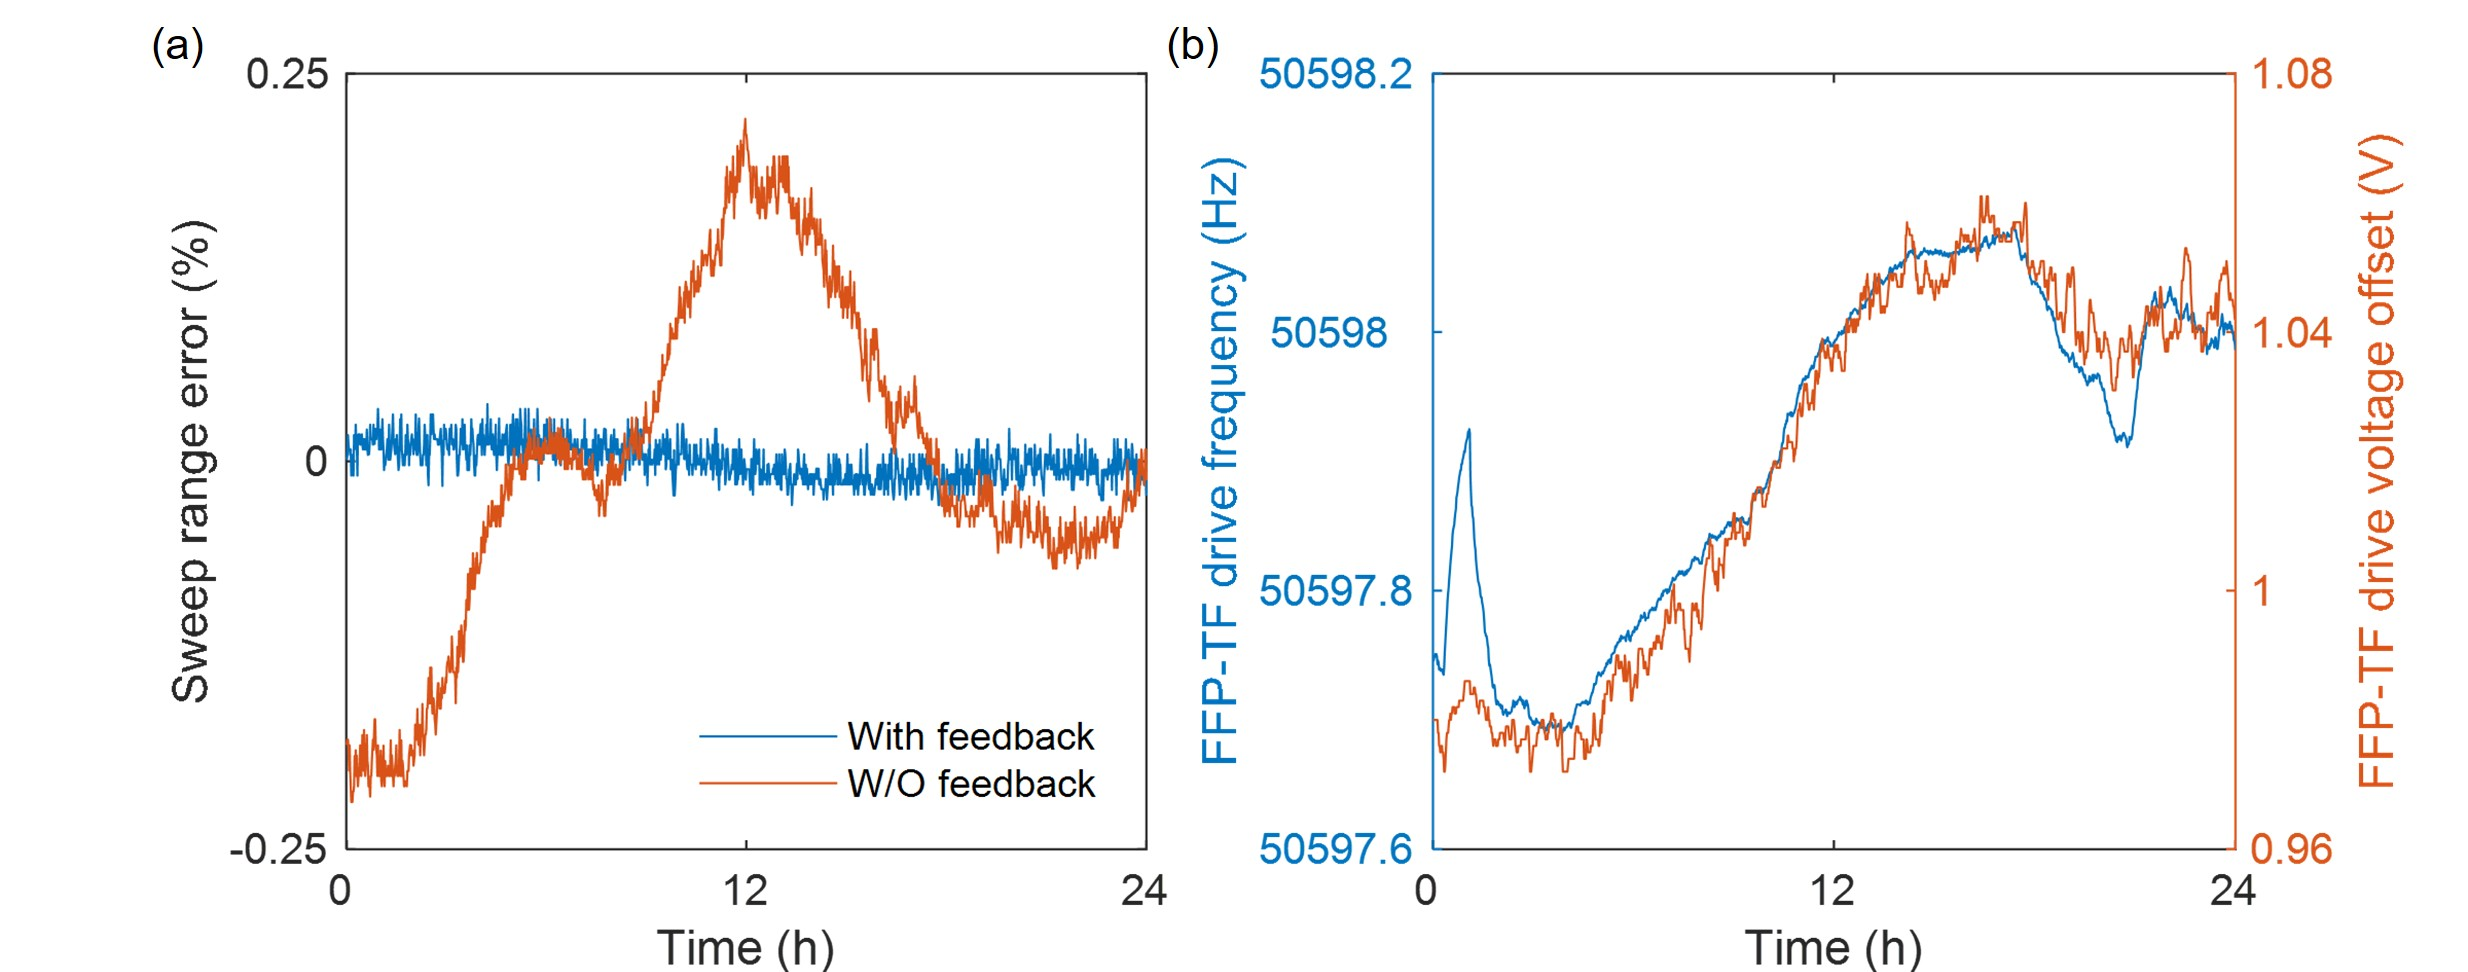 (a)
0.25
0
-0.25
Sweep range error (%)
0
12
24
Time (h)
With feedback
W/O feedback
(b)
50598.2
50598
50597.8
50597.6
FFP-TF drive frequency (Hz)
1.08
1.04
1
0.96
FFP-TF drive voltage offset (V)
0
12
24
Time (h)